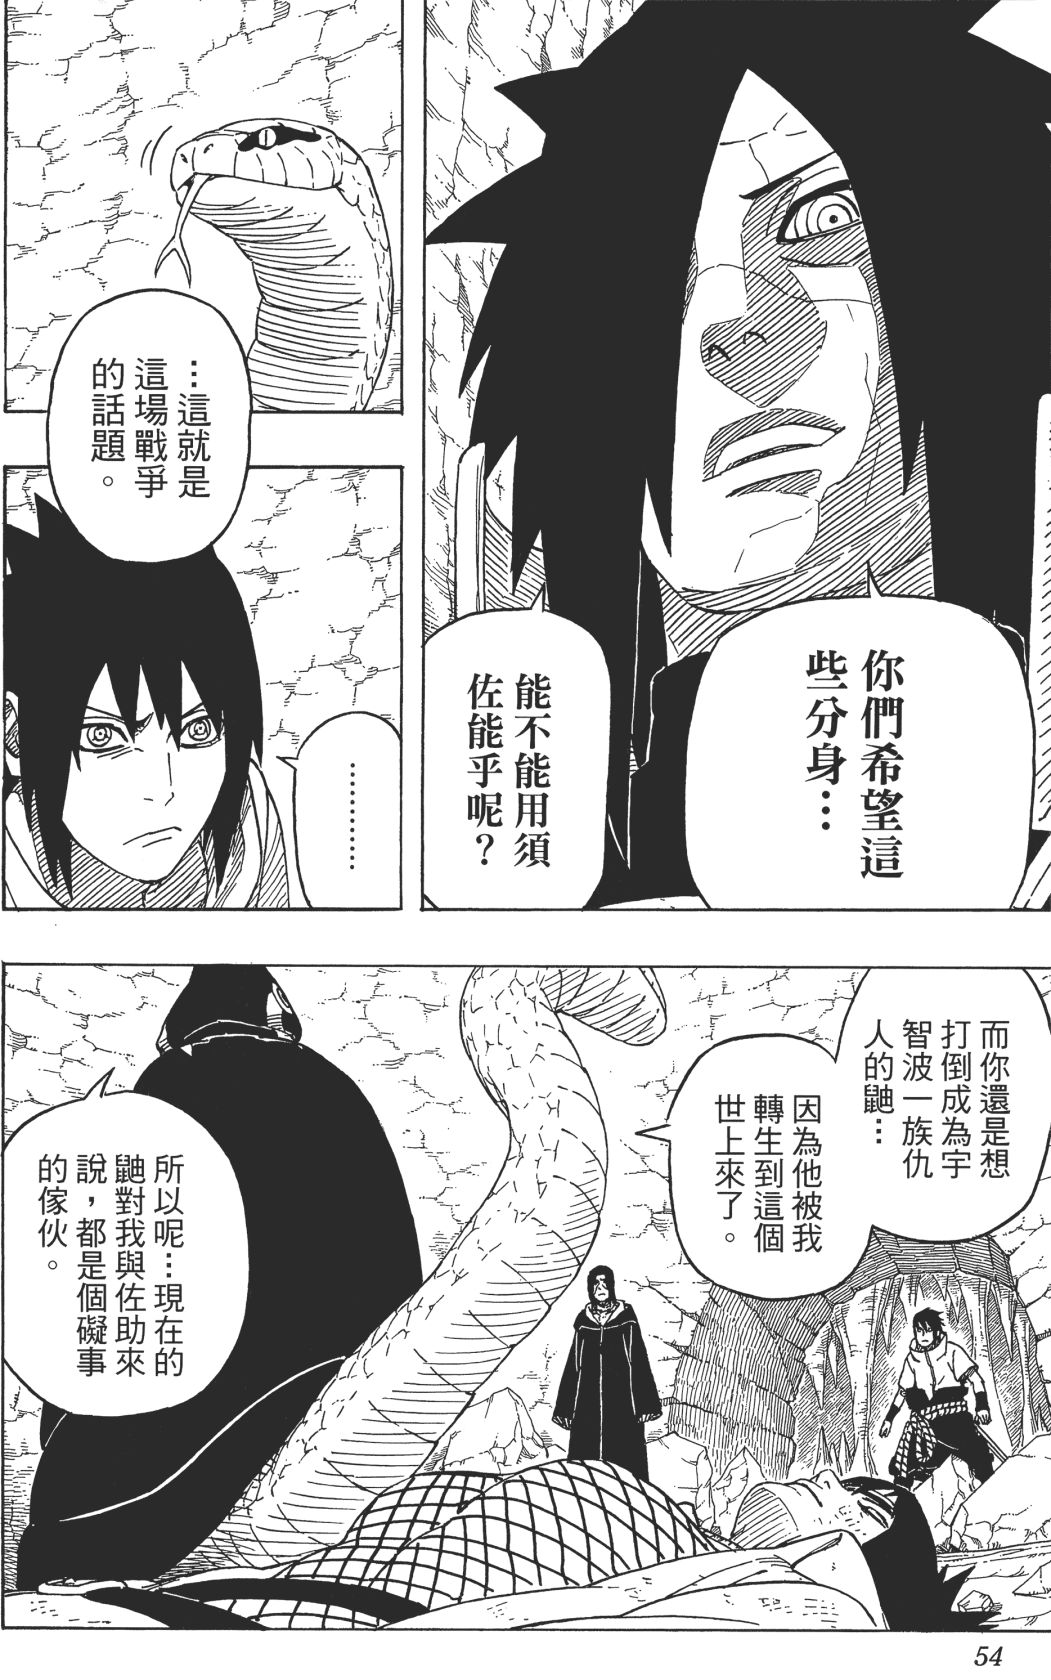 你們希望這
些分身…
能不能用須
佐能乎呢？
…這就是
這場戰爭
的話題。
………
而你還是想
打倒成為宇
智波一族仇
人的鼬…
因為他被我
轉生到這個
世上來了。
所以呢…現在的
鼬對我與佐助來
說，都是個礙事
的傢伙。
54